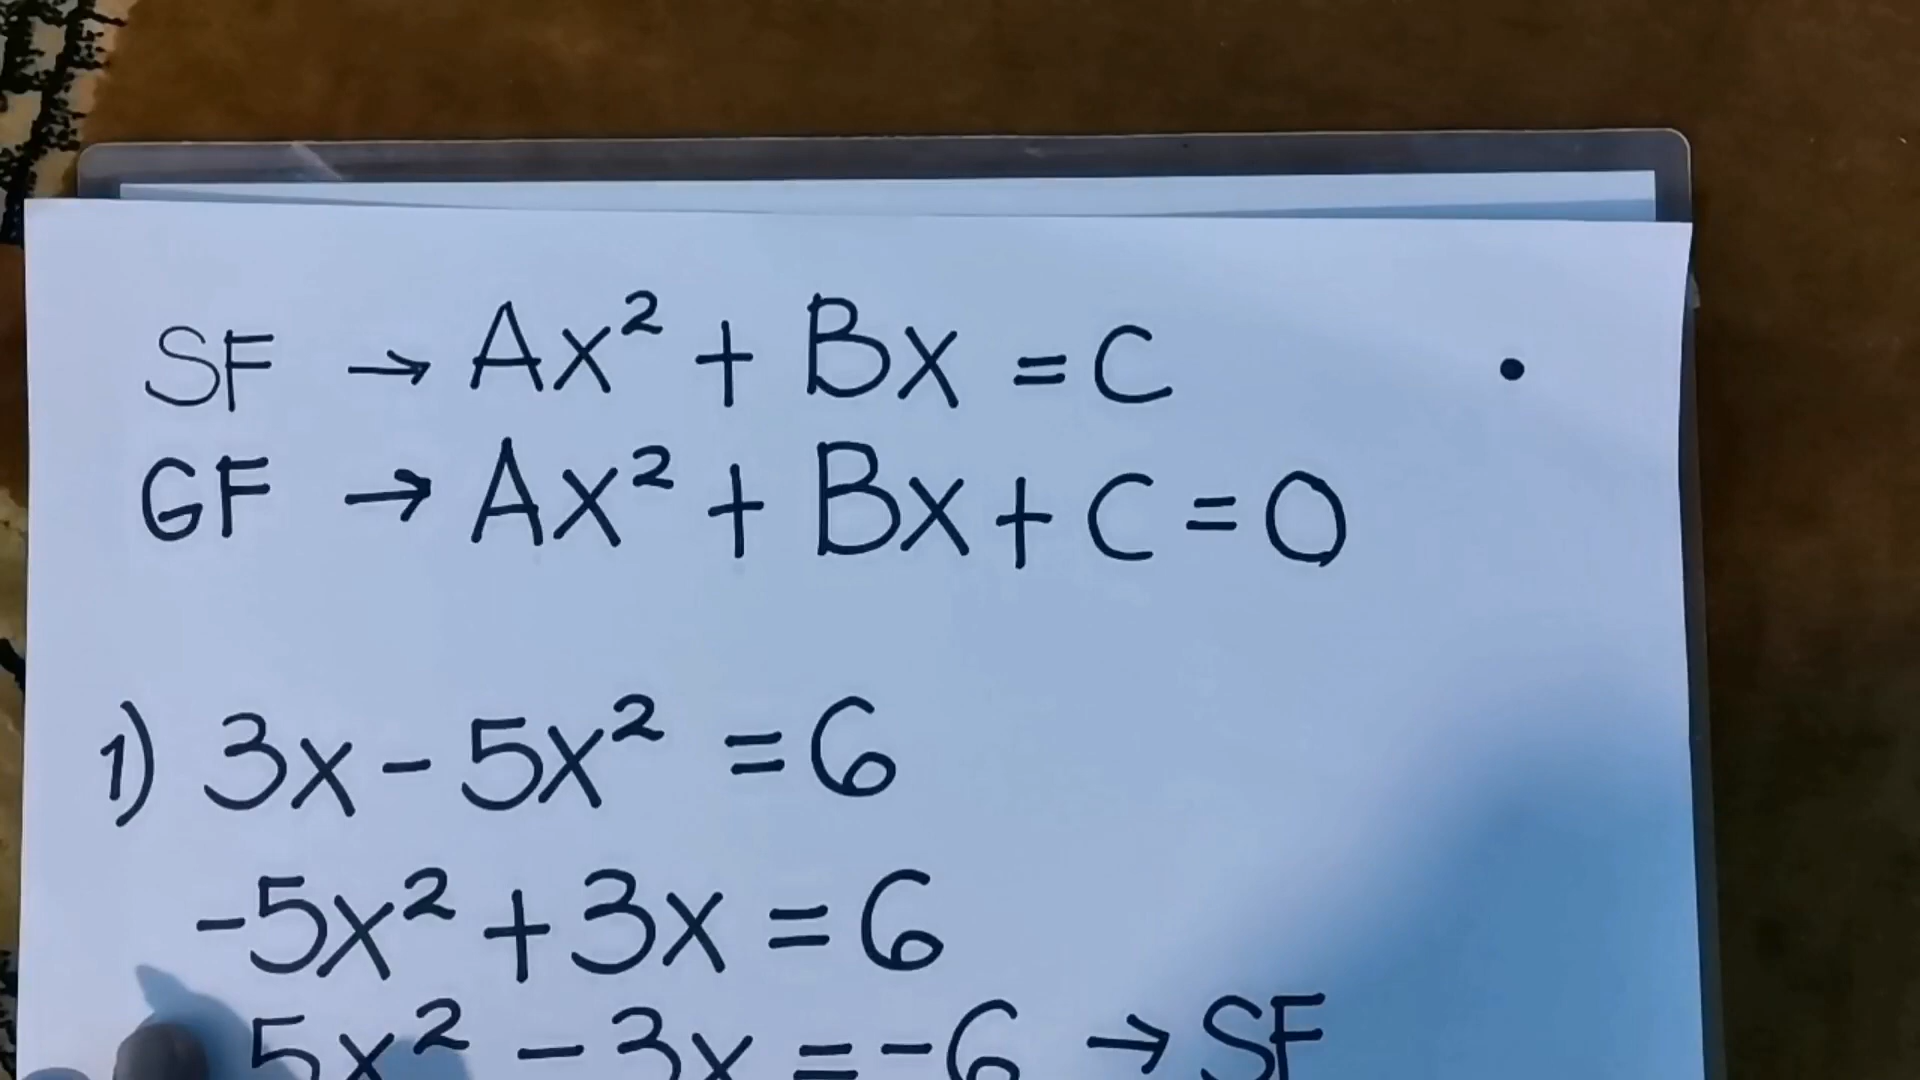 SF → Ax² + Bx = C
GF → Ax² + Bx + C = 0
1) 3x - 5x² = 6
-5x² + 3x = 6
5x² - 3x = -6 → SF